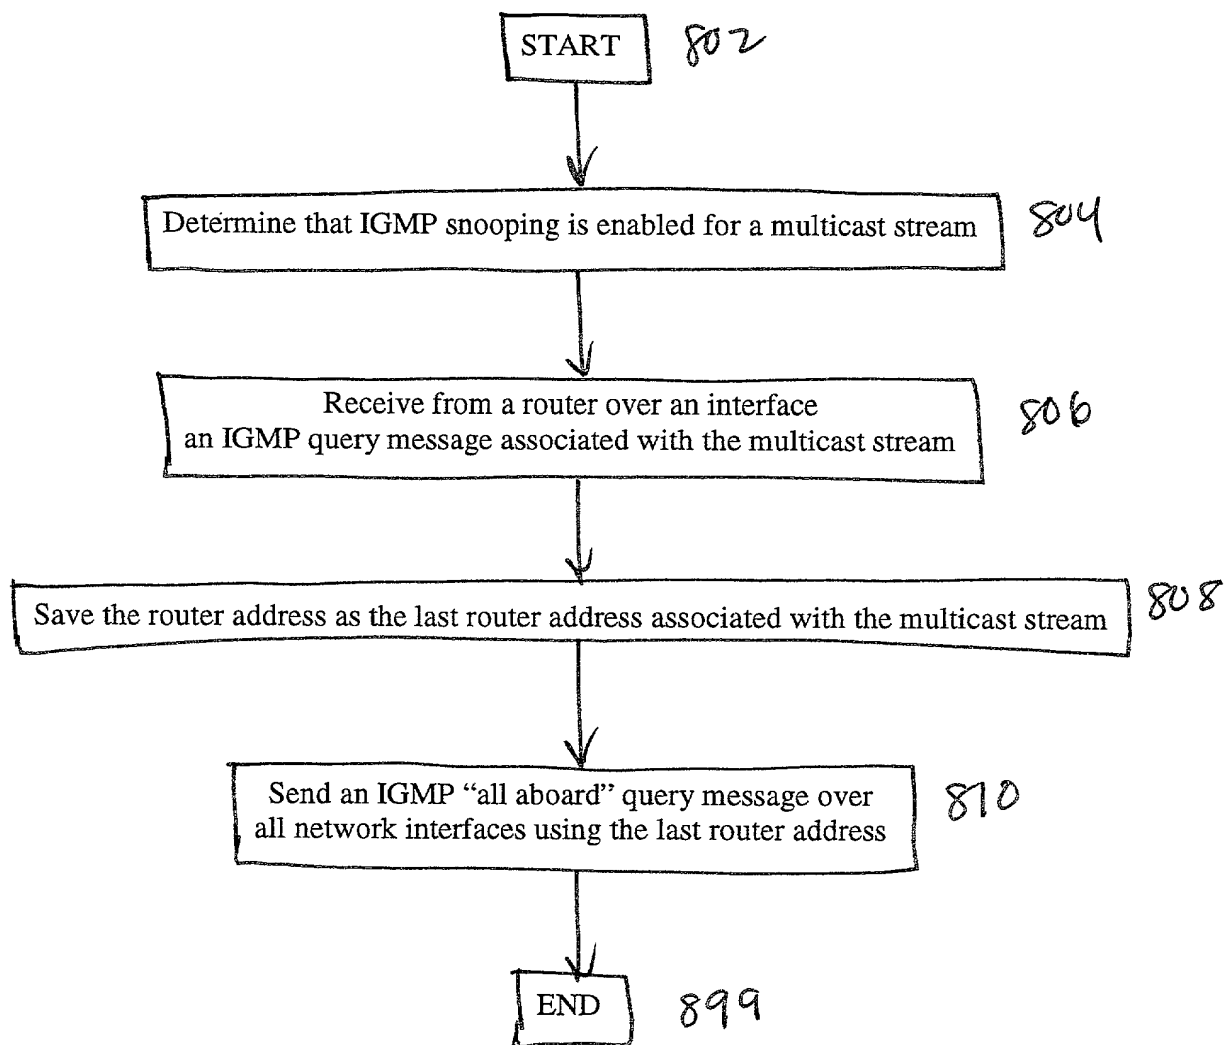 START 802
Determine that IGMP snooping is enabled for a multicast stream 804
Receive from a router over an interface
an IGMP query message associated with the multicast stream 806
Save the router address as the last router address associated with the multicast stream 808
Send an IGMP “all aboard” query message over
all network interfaces using the last router address 810
END 899